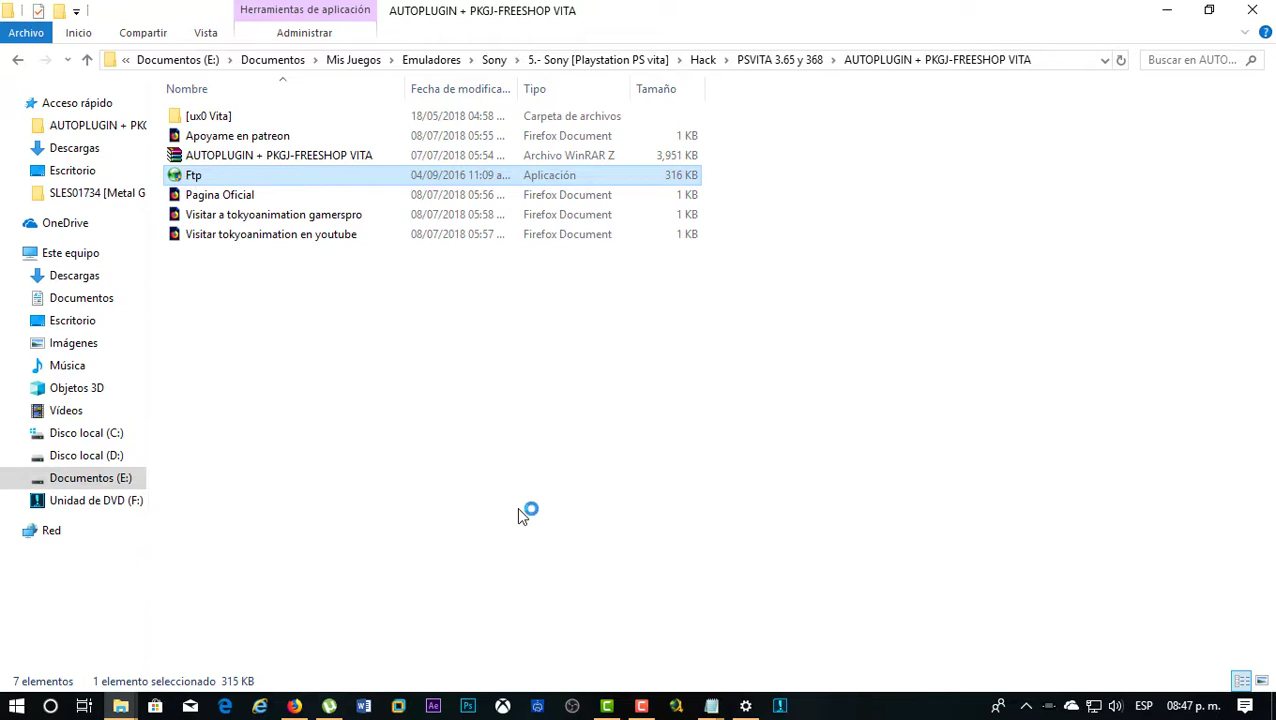 Herramientas de aplicación
AUTOPLUGIN + PKGJ-FREESHOP VITA
Archivo Inicio Compartir Vista Administrar
« Documentos (E:) › Documentos › Mis Juegos › Emuladores › Sony › 5.- Sony [Playstation PS vita] › Hack › PSVITA 3.65 y 368 › AUTOPLUGIN + PKGJ-FREESHOP VITA
Buscar en AUTO...
Nombre Fecha de modifica... Tipo Tamaño
[ux0 Vita] 18/05/2018 04:58 ... Carpeta de archivos
Apoyame en patreon 08/07/2018 05:55 ... Firefox Document 1 KB
AUTOPLUGIN + PKGJ-FREESHOP VITA 07/07/2018 05:54 ... Archivo WinRAR Z 3,951 KB
Ftp 04/09/2016 11:09 a... Aplicación 316 KB
Pagina Oficial 08/07/2018 05:56 ... Firefox Document 1 KB
Visitar a tokyoanimation gamerspro 08/07/2018 05:58 ... Firefox Document 1 KB
Visitar tokyoanimation en youtube 08/07/2018 05:57 ... Firefox Document 1 KB
Acceso rápido
AUTOPLUGIN + PK
Descargas
Escritorio
SLES01734 [Metal G
OneDrive
Este equipo
Descargas
Documentos
Escritorio
Imágenes
Música
Objetos 3D
Vídeos
Disco local (C:)
Disco local (D:)
Documentos (E:)
Unidad de DVD (F:)
Red
7 elementos 1 elemento seleccionado 315 KB
ESP 08:47 p. m.